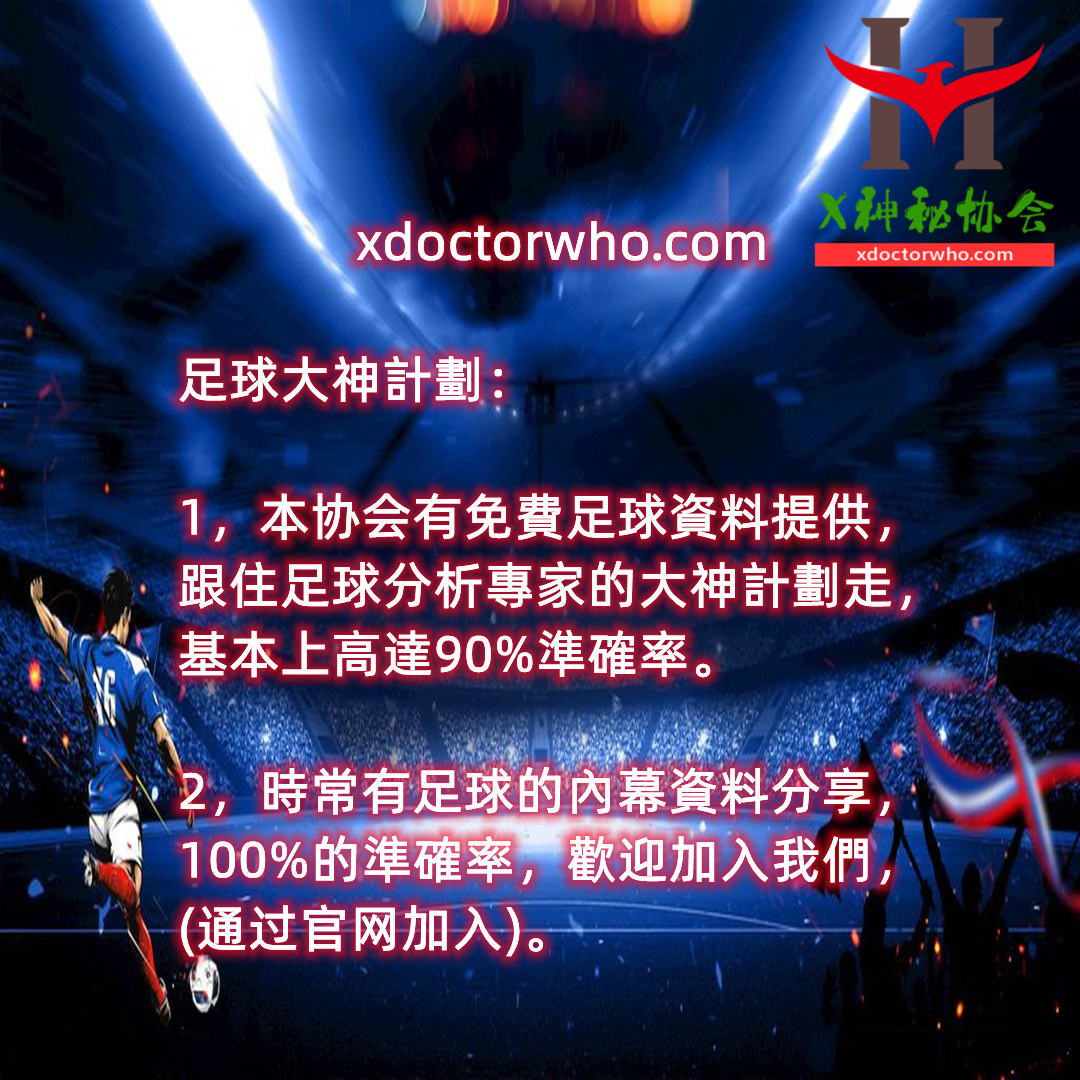 X神秘协会
xdoctorwho.com
xdoctorwho.com
足球大神計劃：
1，本协会有免費足球資料提供，
跟住足球分析專家的大神計劃走，
基本上高達90%準確率。
2，時常有足球的內幕資料分享，
100%的準確率，歡迎加入我們，
(通过官网加入)。
16